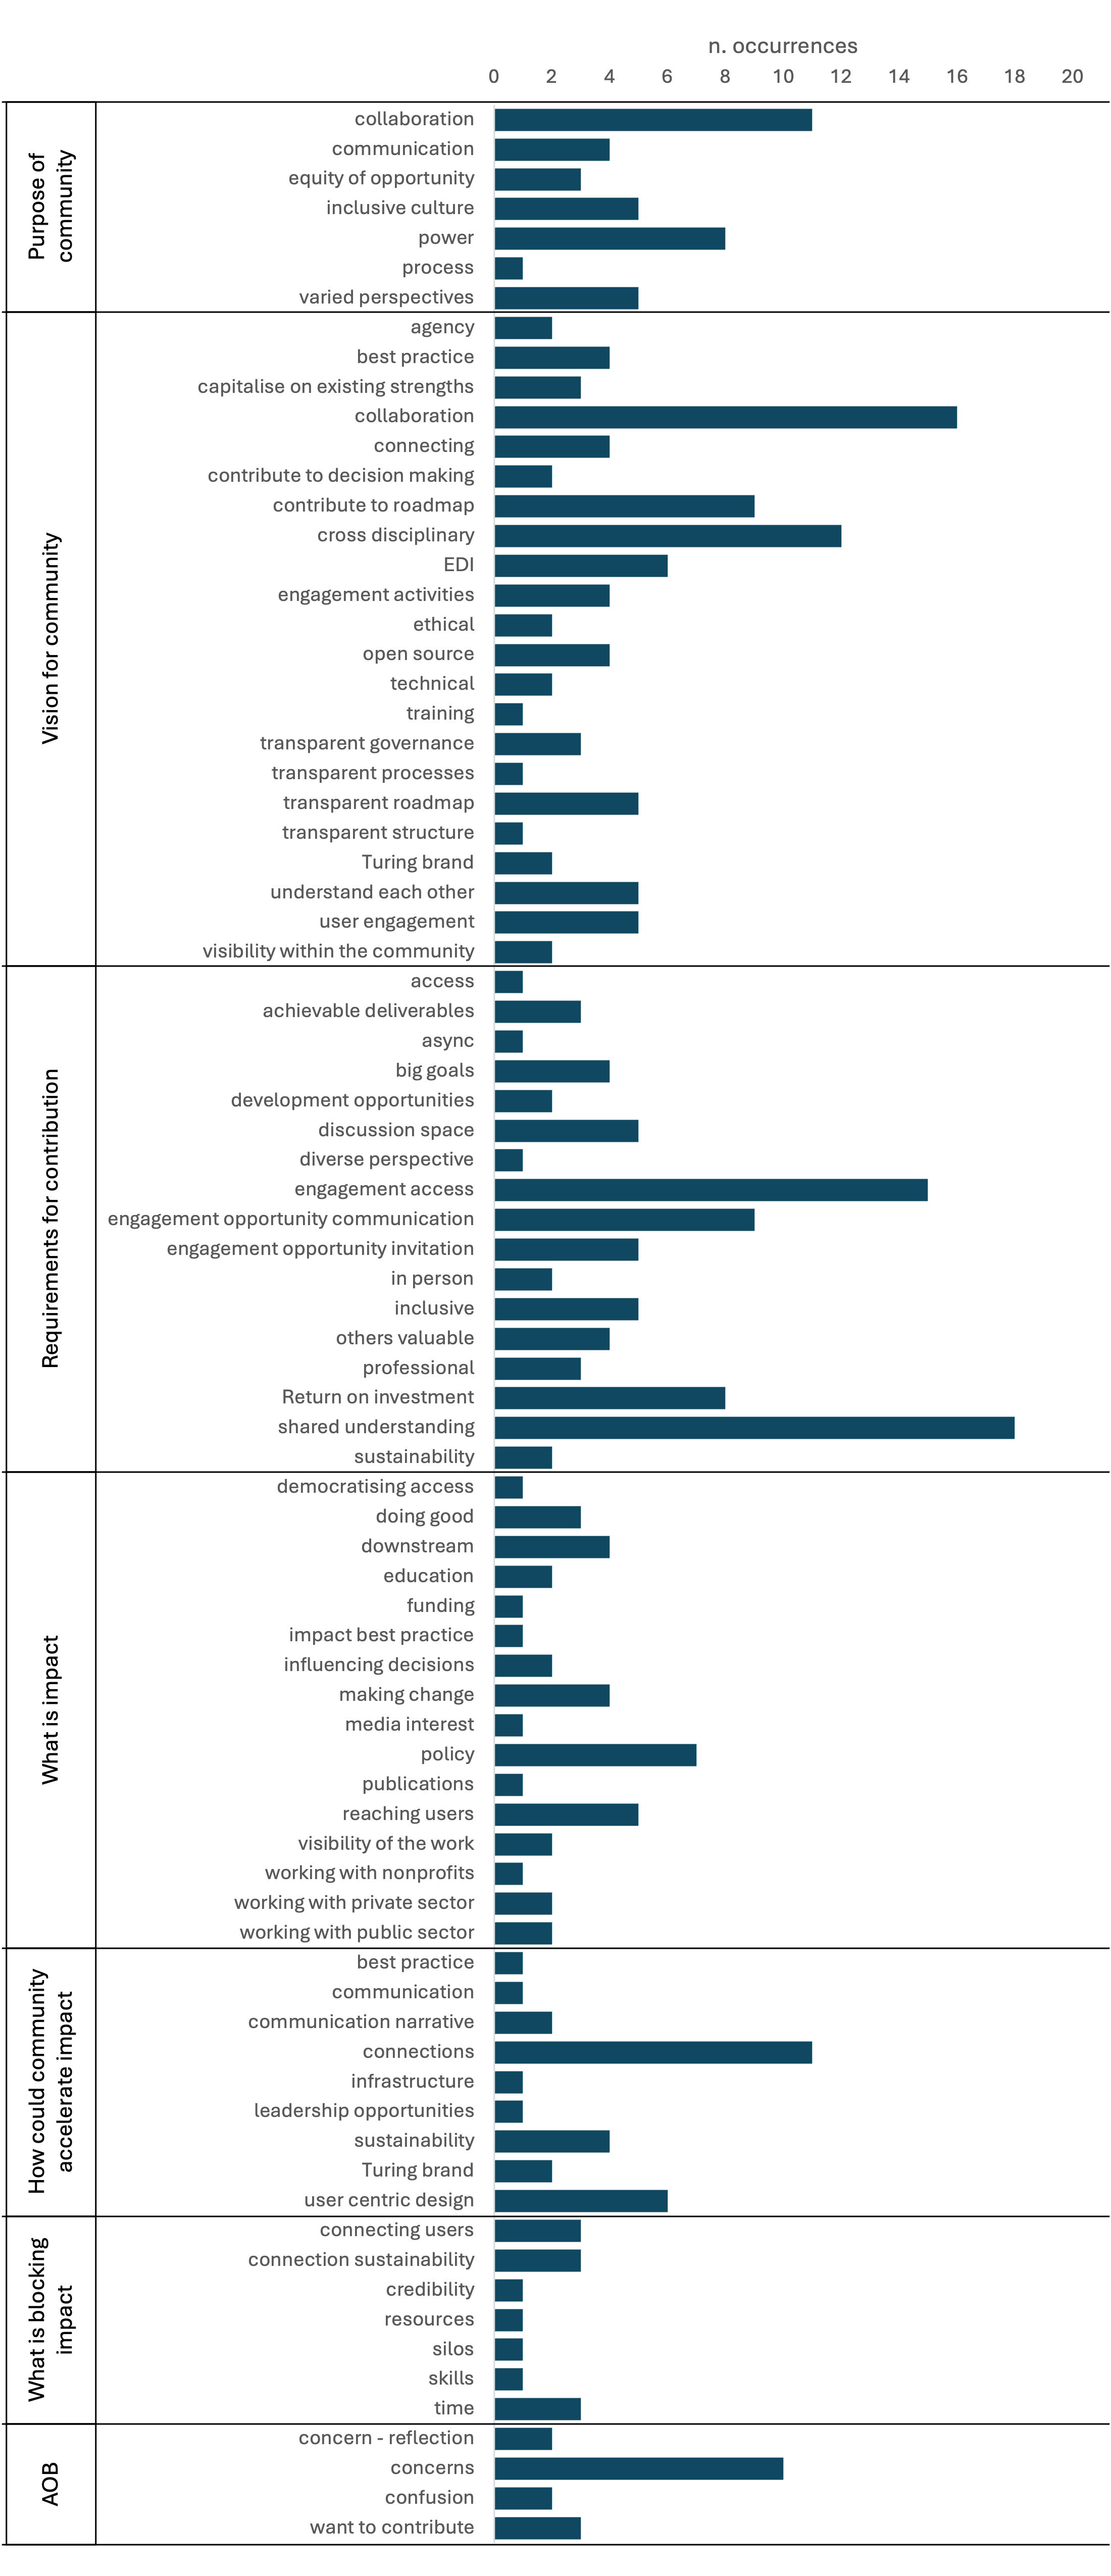 n. occurrences
0 2 4 6 8 10 12 14 16 18 20
Purpose of
community
collaboration
communication
equity of opportunity
inclusive culture
power
process
varied perspectives
Vision for community
agency
best practice
capitalise on existing strengths
collaboration
connecting
contribute to decision making
contribute to roadmap
cross disciplinary
EDI
engagement activities
ethical
open source
technical
training
transparent governance
transparent processes
transparent roadmap
transparent structure
Turing brand
understand each other
user engagement
visibility within the community
Requirements for contribution
access
achievable deliverables
async
big goals
development opportunities
discussion space
diverse perspective
engagement access
engagement opportunity communication
engagement opportunity invitation
in person
inclusive
others valuable
professional
Return on investment
shared understanding
sustainability
What is impact
democratising access
doing good
downstream
education
funding
impact best practice
influencing decisions
making change
media interest
policy
publications
reaching users
visibility of the work
working with nonprofits
working with private sector
working with public sector
How could community
accelerate impact
best practice
communication
communication narrative
connections
infrastructure
leadership opportunities
sustainability
Turing brand
user centric design
What is blocking
impact
connecting users
connection sustainability
credibility
resources
silos
skills
time
AOB
concern - reflection
concerns
confusion
want to contribute